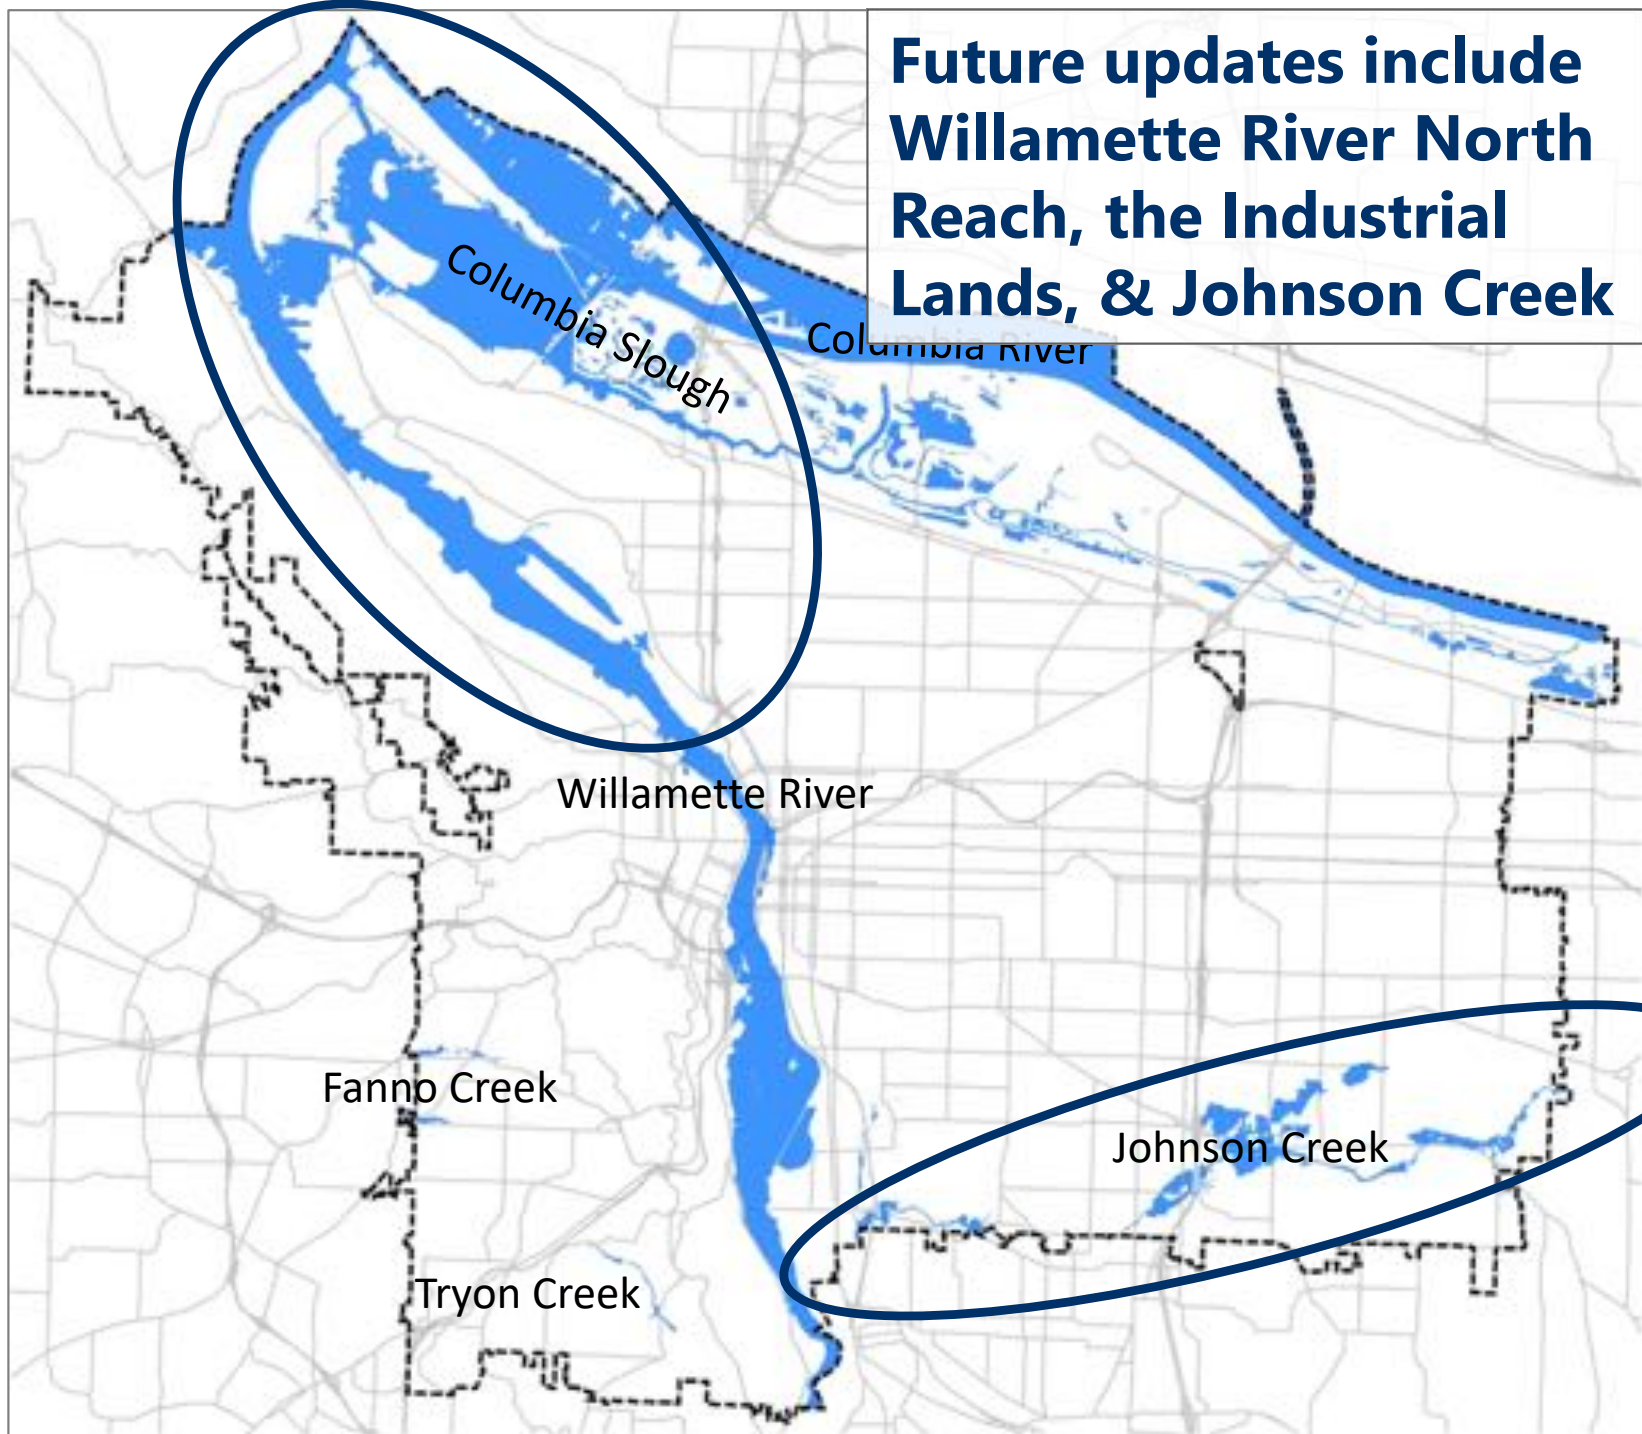 Future updates include
Willamette River North
Reach, the Industrial
Lands, & Johnson Creek
Columbia Slough
Columbia River
Willamette River
Fanno Creek
Johnson Creek
Tryon Creek